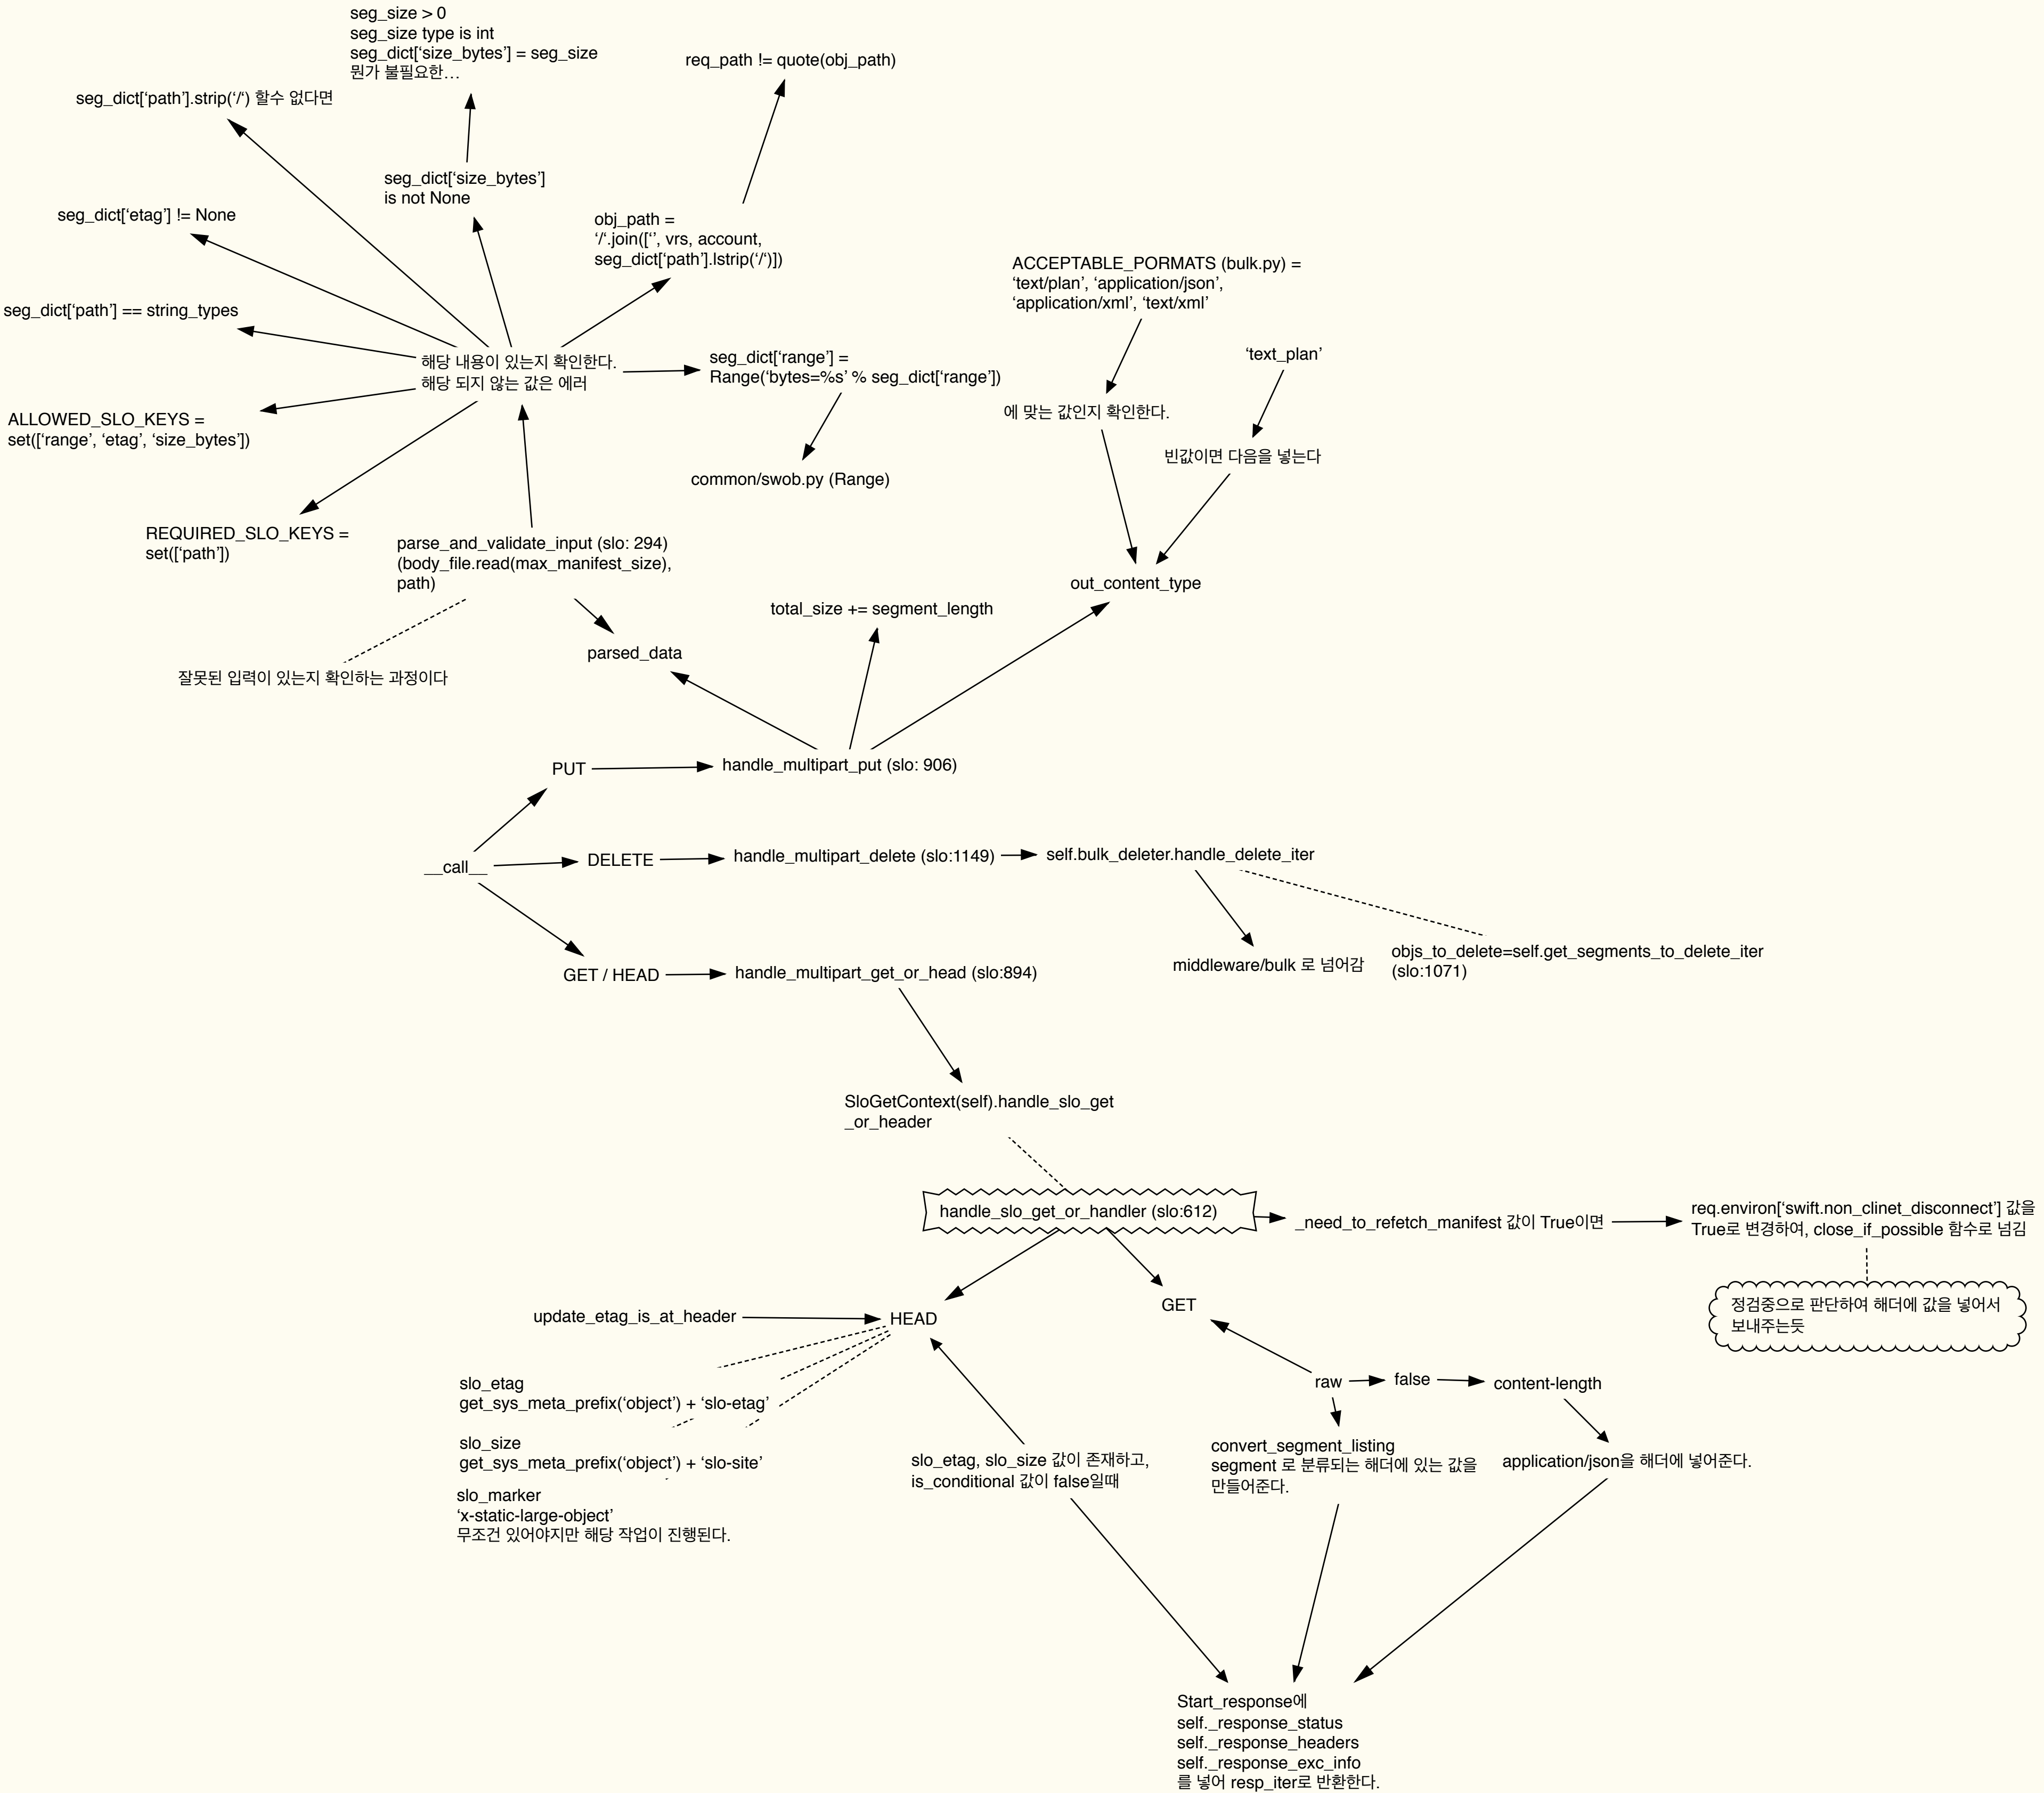 seg_size > 0
seg_size type is int
seg_dict[‘size_bytes’] = seg_size
뭔가 불필요한…
req_path != quote(obj_path)
seg_dict[‘path’].strip(‘/‘) 할수 없다면
seg_dict[‘size_bytes’]
is not None
seg_dict[‘etag’] != None
obj_path =
‘/‘.join([‘’, vrs, account,
seg_dict[‘path’].lstrip(‘/‘)])
ACCEPTABLE_PORMATS (bulk.py) =
‘text/plan’, ‘application/json’,
‘application/xml’, ‘text/xml’
seg_dict[‘path’] == string_types
해당 내용이 있는지 확인한다.
해당 되지 않는 값은 에러
seg_dict[‘range’] =
Range(‘bytes=%s’ % seg_dict[‘range’])
‘text_plan’
ALLOWED_SLO_KEYS =
set([‘range’, ‘etag’, ‘size_bytes’])
에 맞는 값인지 확인한다.
빈값이면 다음을 넣는다
common/swob.py (Range)
REQUIRED_SLO_KEYS =
set([‘path’])
parse_and_validate_input (slo: 294)
(body_file.read(max_manifest_size),
path)
out_content_type
total_size += segment_length
parsed_data
잘못된 입력이 있는지 확인하는 과정이다
PUT
handle_multipart_put (slo: 906)
__call__
DELETE
handle_multipart_delete (slo:1149)
self.bulk_deleter.handle_delete_iter
middleware/bulk 로 넘어감
objs_to_delete=self.get_segments_to_delete_iter
(slo:1071)
GET / HEAD
handle_multipart_get_or_head (slo:894)
SloGetContext(self).handle_slo_get
_or_header
handle_slo_get_or_handler (slo:612)
_need_to_refetch_manifest 값이 True이면
req.environ[‘swift.non_clinet_disconnect’] 값을
True로 변경하여, close_if_possible 함수로 넘김
정검중으로 판단하여 해더에 값을 넣어서
보내주는듯
update_etag_is_at_header
HEAD
GET
slo_etag
get_sys_meta_prefix(‘object’) + ‘slo-etag’
slo_size
get_sys_meta_prefix(‘object’) + ‘slo-site’
slo_marker
‘x-static-large-object’
무조건 있어야지만 해당 작업이 진행된다.
raw
false
content-length
slo_etag, slo_size 값이 존재하고,
is_conditional 값이 false일때
convert_segment_listing
segment 로 분류되는 해더에 있는 값을
만들어준다.
application/json을 해더에 넣어준다.
Start_response에
self._response_status
self._response_headers
self._response_exc_info
를 넣어 resp_iter로 반환한다.